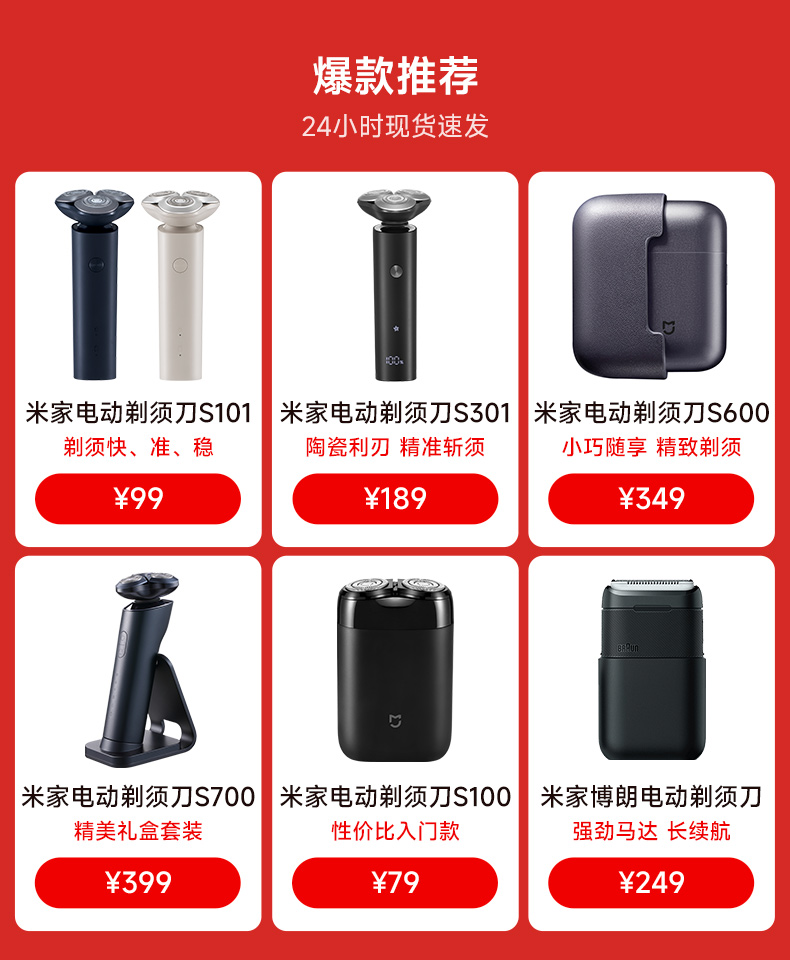 爆款推荐
24小时现货速发
100%
米家电动剃须刀S101
剃须快、准、稳
¥99
米家电动剃须刀S301
陶瓷利刃 精准斩须
¥189
米家电动剃须刀S600
小巧随享 精致剃须
¥349
BRAUN
米家电动剃须刀S700
精美礼盒套装
¥399
米家电动剃须刀S100
性价比入门款
¥79
米家博朗电动剃须刀
强劲马达 长续航
¥249